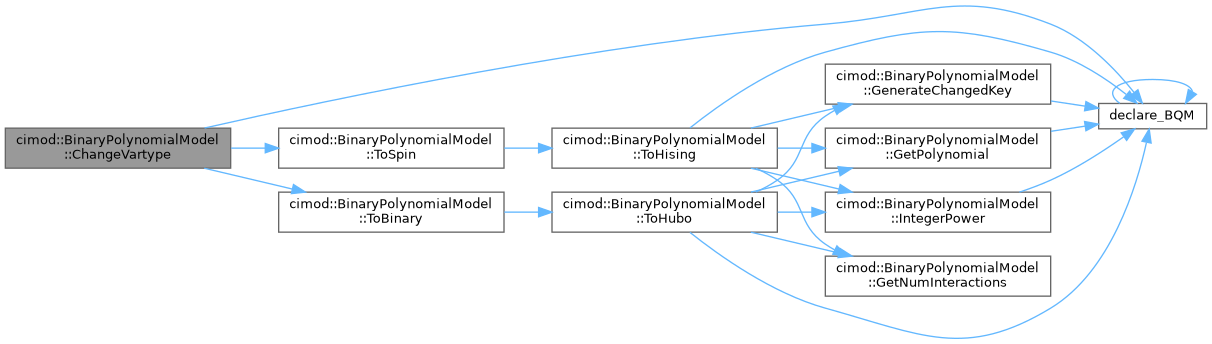 cimod::BinaryPolynomialModel
::ChangeVartype
cimod::BinaryPolynomialModel
::ToSpin
cimod::BinaryPolynomialModel
::ToBinary
cimod::BinaryPolynomialModel
::ToHising
cimod::BinaryPolynomialModel
::ToHubo
cimod::BinaryPolynomialModel
::GenerateChangedKey
cimod::BinaryPolynomialModel
::GetPolynomial
cimod::BinaryPolynomialModel
::IntegerPower
cimod::BinaryPolynomialModel
::GetNumInteractions
declare_BQM